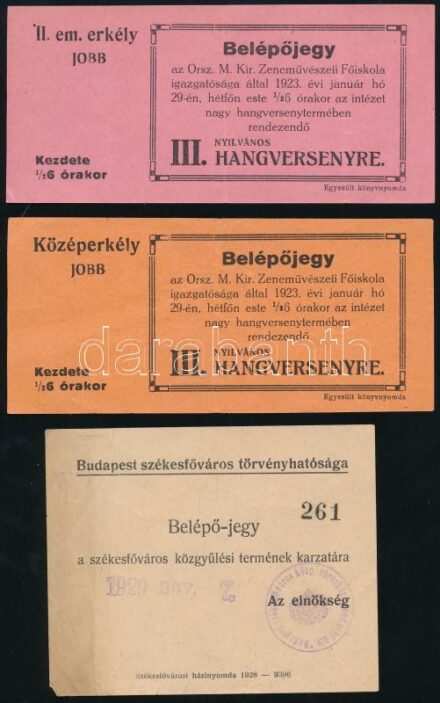 II. em. erkély
JOBB
Kezdete
½6 órakor
Belépőjegy
az Orsz. M. Kir. Zeneművészeti Főiskola
igazgatósága által 1923. évi január hó
29-én, hétfőn este ½6 órakor az intézet
nagy hangversenytermében
rendezendő
III. NYILVÁNOS
HANGVERSENYRE.
Egyesült könyvnyomda
Középerkély
JOBB
Kezdete
½6 órakor
Belépőjegy
az Orsz. M. Kir. Zeneművészeti Főiskola
igazgatósága által 1923. évi január hó
29-én, hétfőn este ½6 órakor az intézet
nagy hangversenytermében
rendezendő
III. NYILVÁNOS
HANGVERSENYRE.
Egyesült könyvnyomda
darabanth
Budapest székesfőváros törvényhatósága
261
Belépő-jegy
a székesfőváros közgyűlési termének karzatára
1929 nov. 7.
Az elnökség
Székesfővárosi házinyomda 1928 — 9396